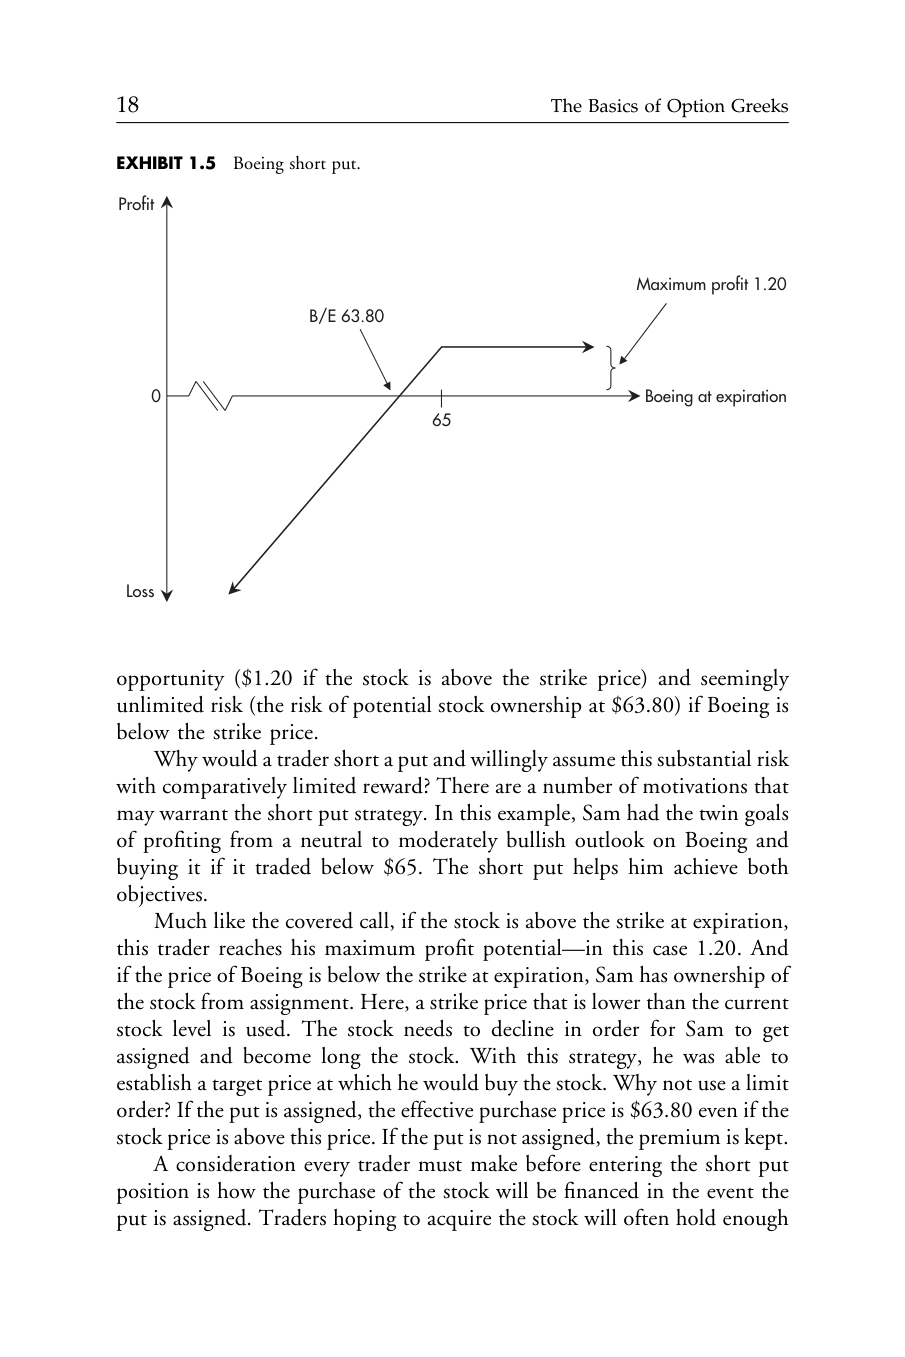 18 The Basics of Option Greeks
EXHIBIT 1.5 Boeing short put.
Profit
Maximum profit 1.20
B/E 63.80
0
Boeing at expiration
65
Loss
opportunity ($1.20 if the stock is above the strike price) and seemingly
unlimited risk (the risk of potential stock ownership at $63.80) if Boeing is
below the strike price.
Why would a trader short a put and willingly assume this substantial risk
with comparatively limited reward? There are a number of motivations that
may warrant the short put strategy. In this example, Sam had the twin goals
of profiting from a neutral to moderately bullish outlook on Boeing and
buying it if it traded below $65. The short put helps him achieve both
objectives.
Much like the covered call, if the stock is above the strike at expiration,
this trader reaches his maximum profit potential—in this case 1.20. And
if the price of Boeing is below the strike at expiration, Sam has ownership of
the stock from assignment. Here, a strike price that is lower than the current
stock level is used. The stock needs to decline in order for Sam to get
assigned and become long the stock. With this strategy, he was able to
establish a target price at which he would buy the stock. Why not use a limit
order? If the put is assigned, the effective purchase price is $63.80 even if the
stock price is above this price. If the put is not assigned, the premium is kept.
A consideration every trader must make before entering the short put
position is how the purchase of the stock will be financed in the event the
put is assigned. Traders hoping to acquire the stock will often hold enough